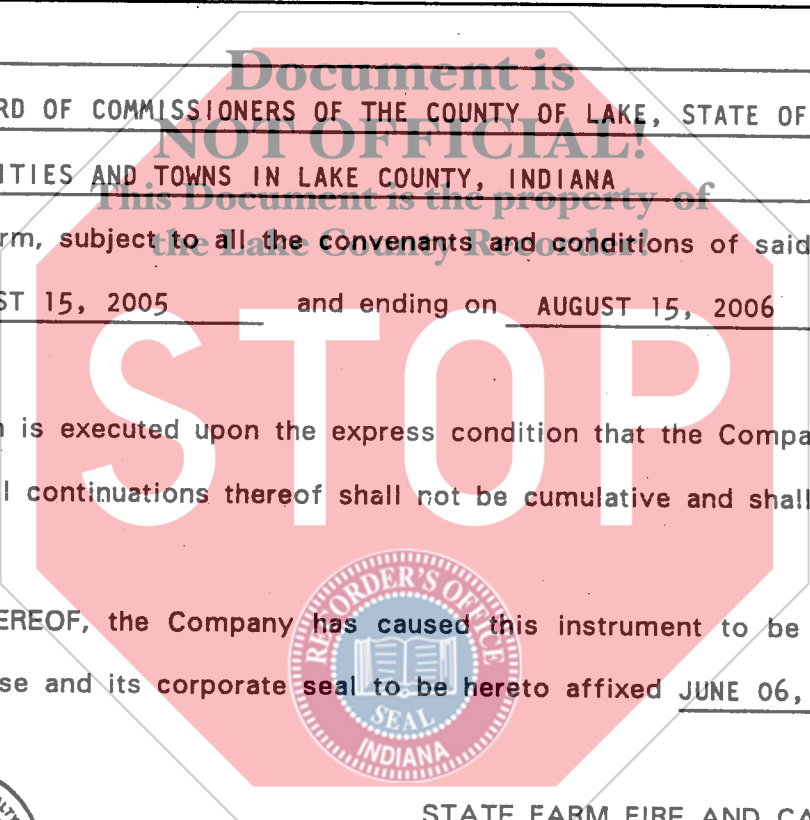 Document is
RD OF COMMISSIONERS OF THE COUNTY OF LAKE, STATE OF
NOT OFFICIAL!
ITIES AND TOWNS IN LAKE COUNTY, INDIANA
This Document is the property of
rm, subject to all the convenants and conditions of said
the Lake County Recorder!
ST 15, 2005 and ending on AUGUST 15, 2006
STOP
n is executed upon the express condition that the Compa
l continuations thereof shall not be cumulative and shall
EREOF, the Company has caused this instrument to be
se and its corporate seal to be hereto affixed JUNE 06,
RECORDER'S OFFICE
SEAL
INDIANA
STATE FARM FIRE AND CA